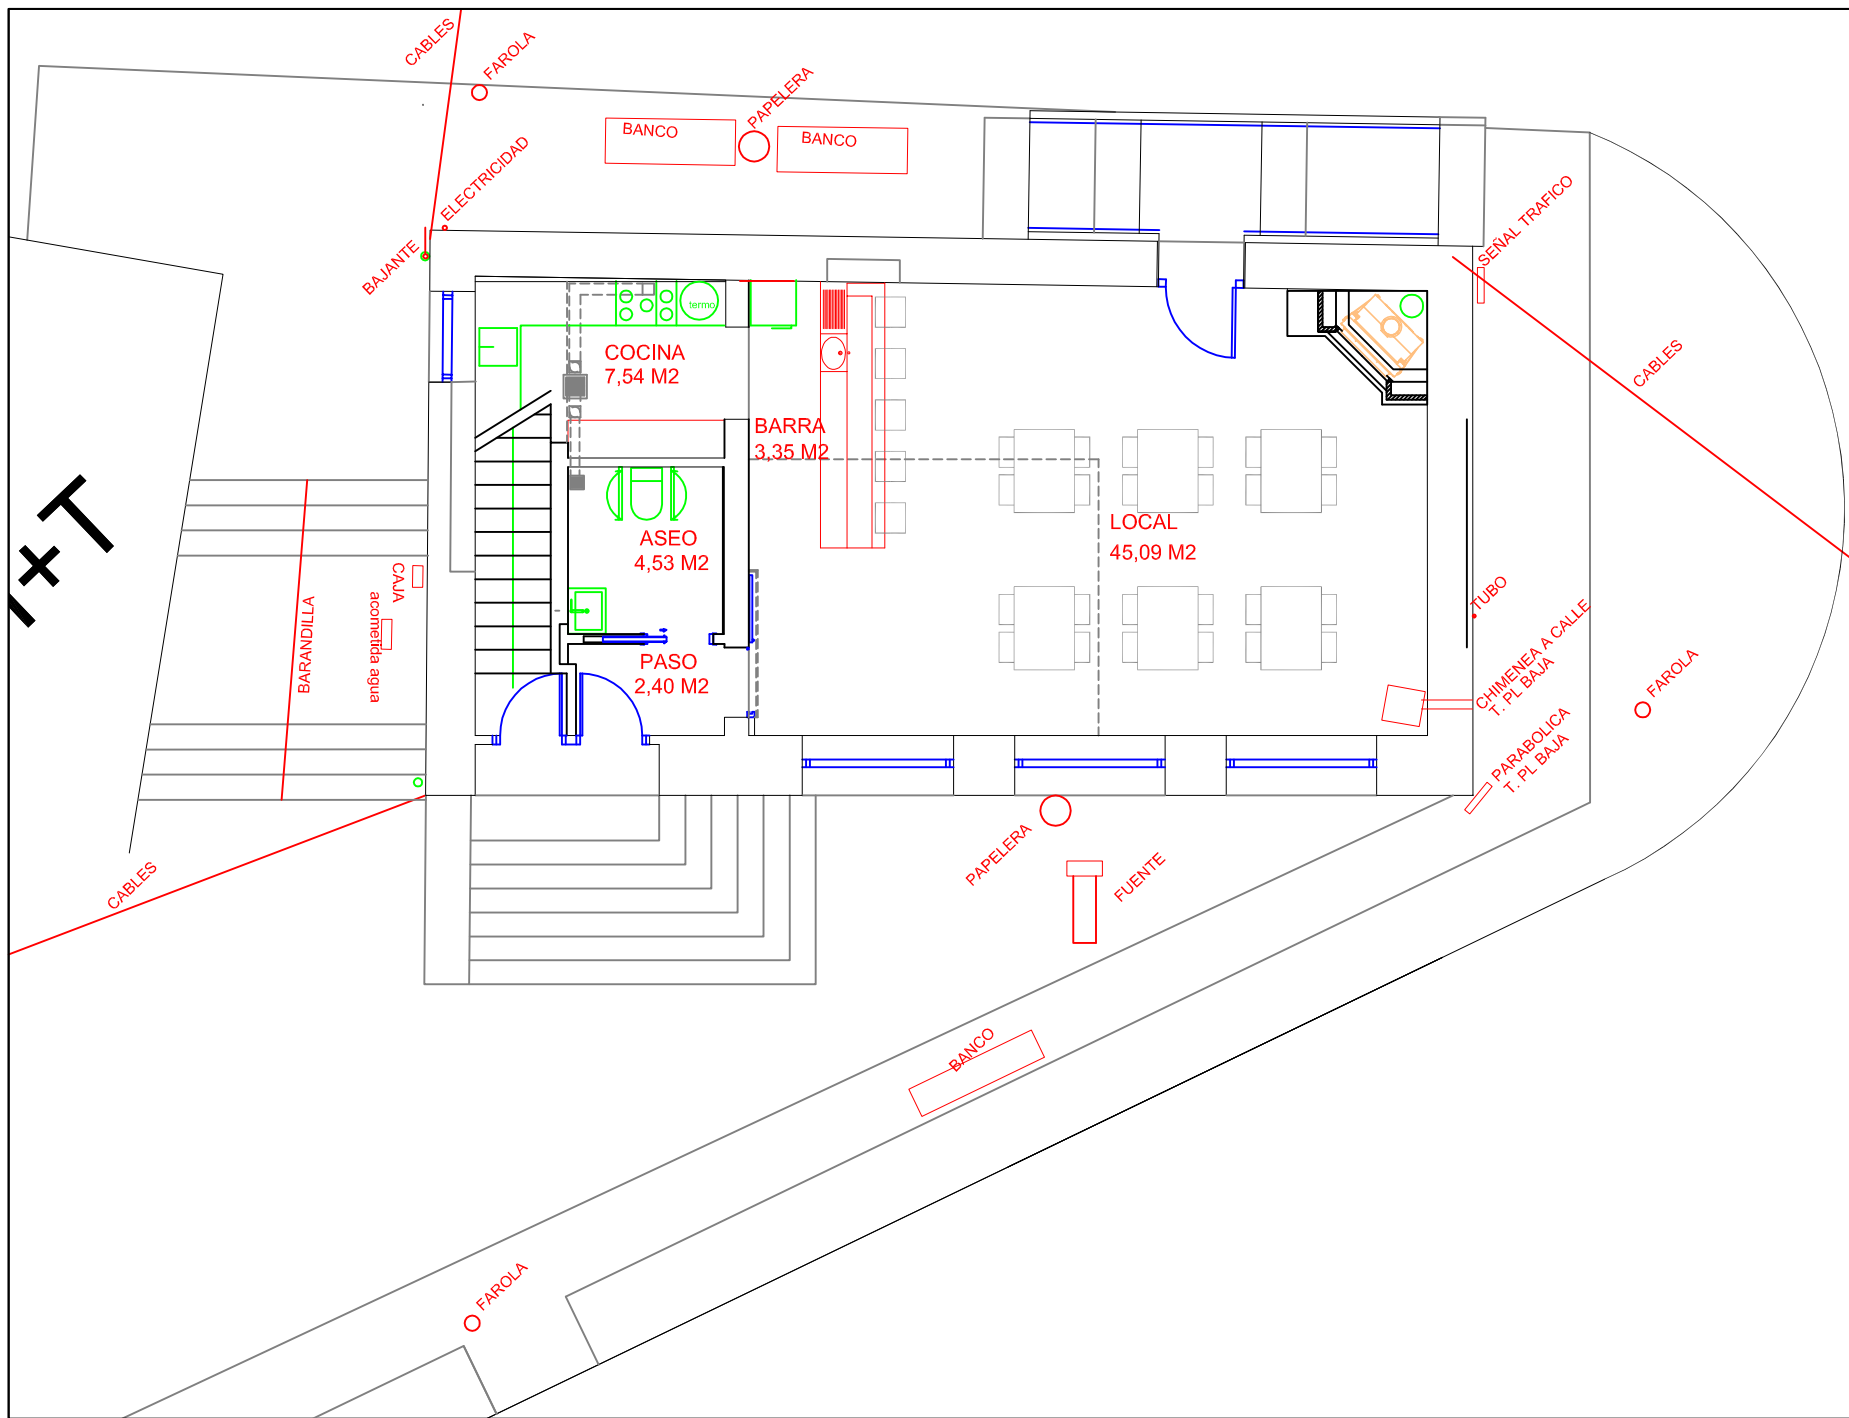 CABLES
FAROLA
PAPELERA
BANCO
BANCO
ELECTRICIDAD
BAJANTE
SEÑAL TRAFICO
termo
COCINA
7,54 M2
BARRA
3,35 M2
CABLES
LOCAL
45,09 M2
ASEO
4,53 M2
CAJA
acometida agua
BARANDILLA
TUBO
PASO
2,40 M2
CHIMENEA A CALLE
T. PL BAJA
FAROLA
PARABOLICA
T. PL BAJA
CABLES
PAPELERA
FUENTE
BANCO
FAROLA